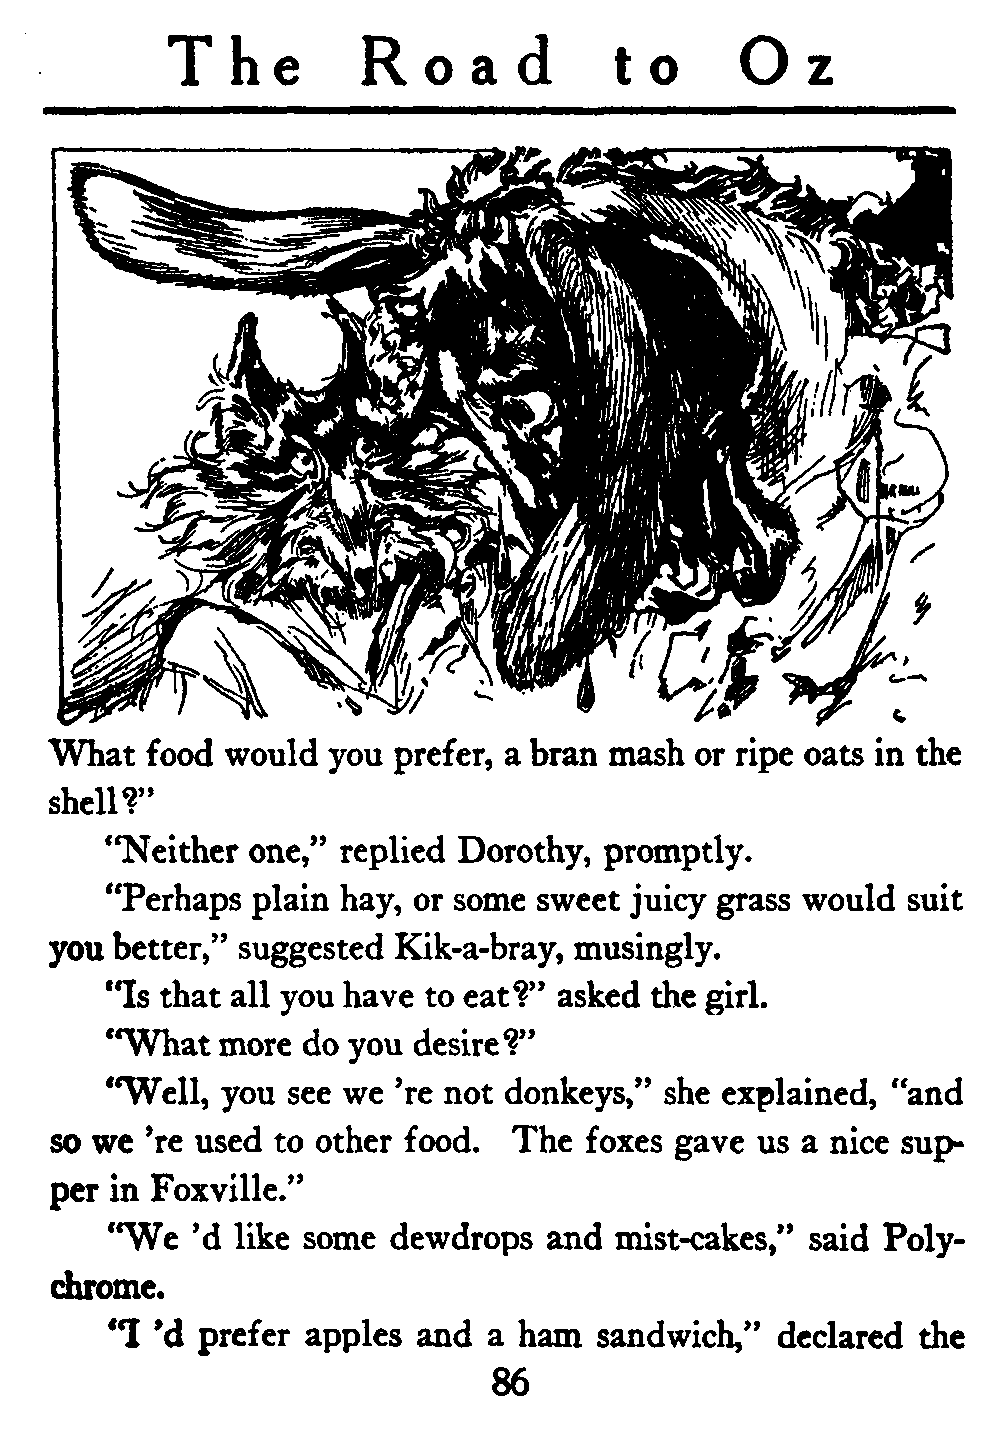 The Road to Oz
What food would you prefer, a bran mash or ripe oats in the
shell?”
“Neither one,” replied Dorothy, promptly.
“Perhaps plain hay, or some sweet juicy grass would suit
you better,” suggested Kik-a-bray, musingly.
“Is that all you have to eat?” asked the girl.
“What more do you desire?”
“Well, you see we ’re not donkeys,” she explained, “and
so we ’re used to other food. The foxes gave us a nice sup-
per in Foxville.”
“We ’d like some dewdrops and mist-cakes,” said Poly-
chrome.
“I ’d prefer apples and a ham sandwich,” declared the
86